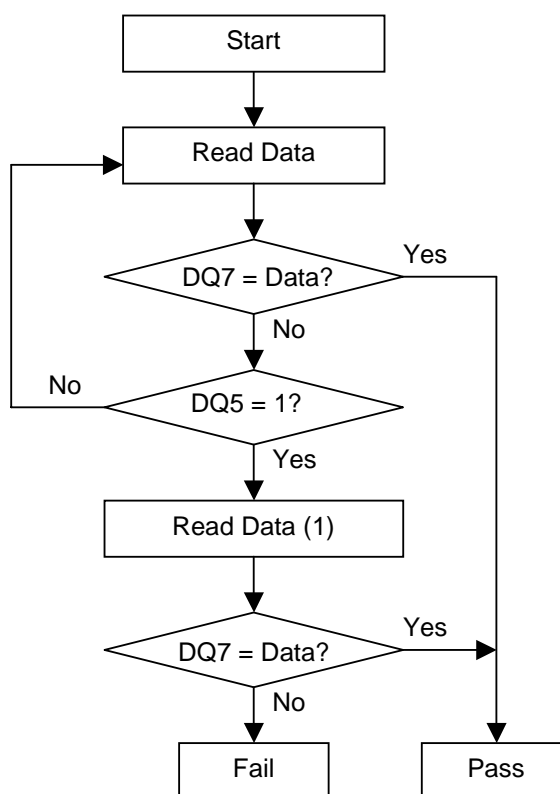 Start
Read Data
DQ7 = Data?
Yes
No
DQ5 = 1?
No
Yes
Read Data (1)
DQ7 = Data?
Yes
No
Fail
Pass